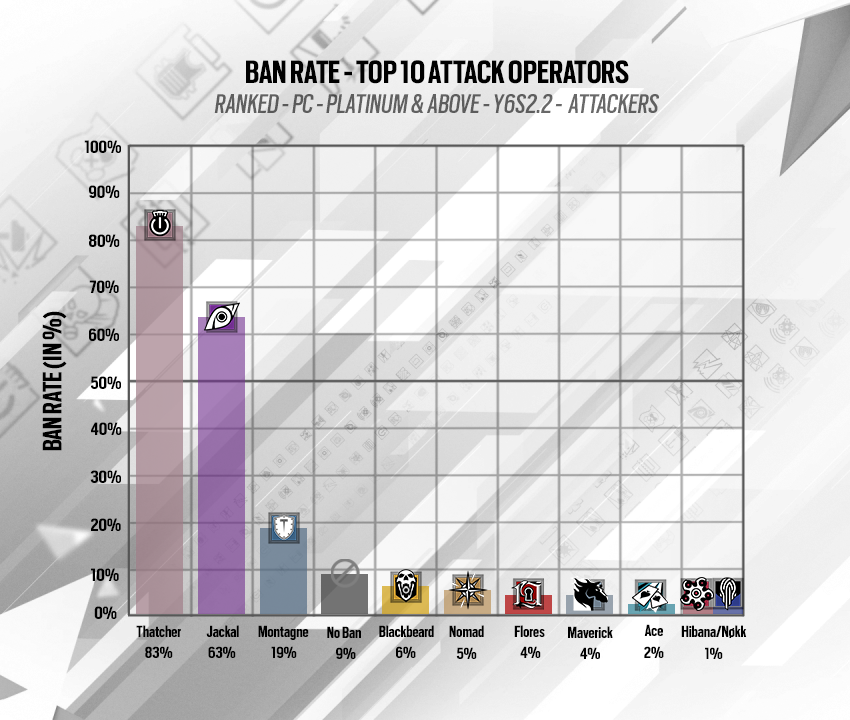 BAN RATE - TOP 10 ATTACK OPERATORS
RANKED - PC - PLATINUM & ABOVE - Y6S2.2 - ATTACKERS
100%
90%
80%
70%
60%
50%
40%
30%
20%
10%
0%
BAN RATE (IN %)
Thatcher Jackal Montagne No Ban Blackbeard Nomad Flores Maverick Ace Hibana/Nøkk
83% 63% 19% 9% 6% 5% 4% 4% 2% 1%